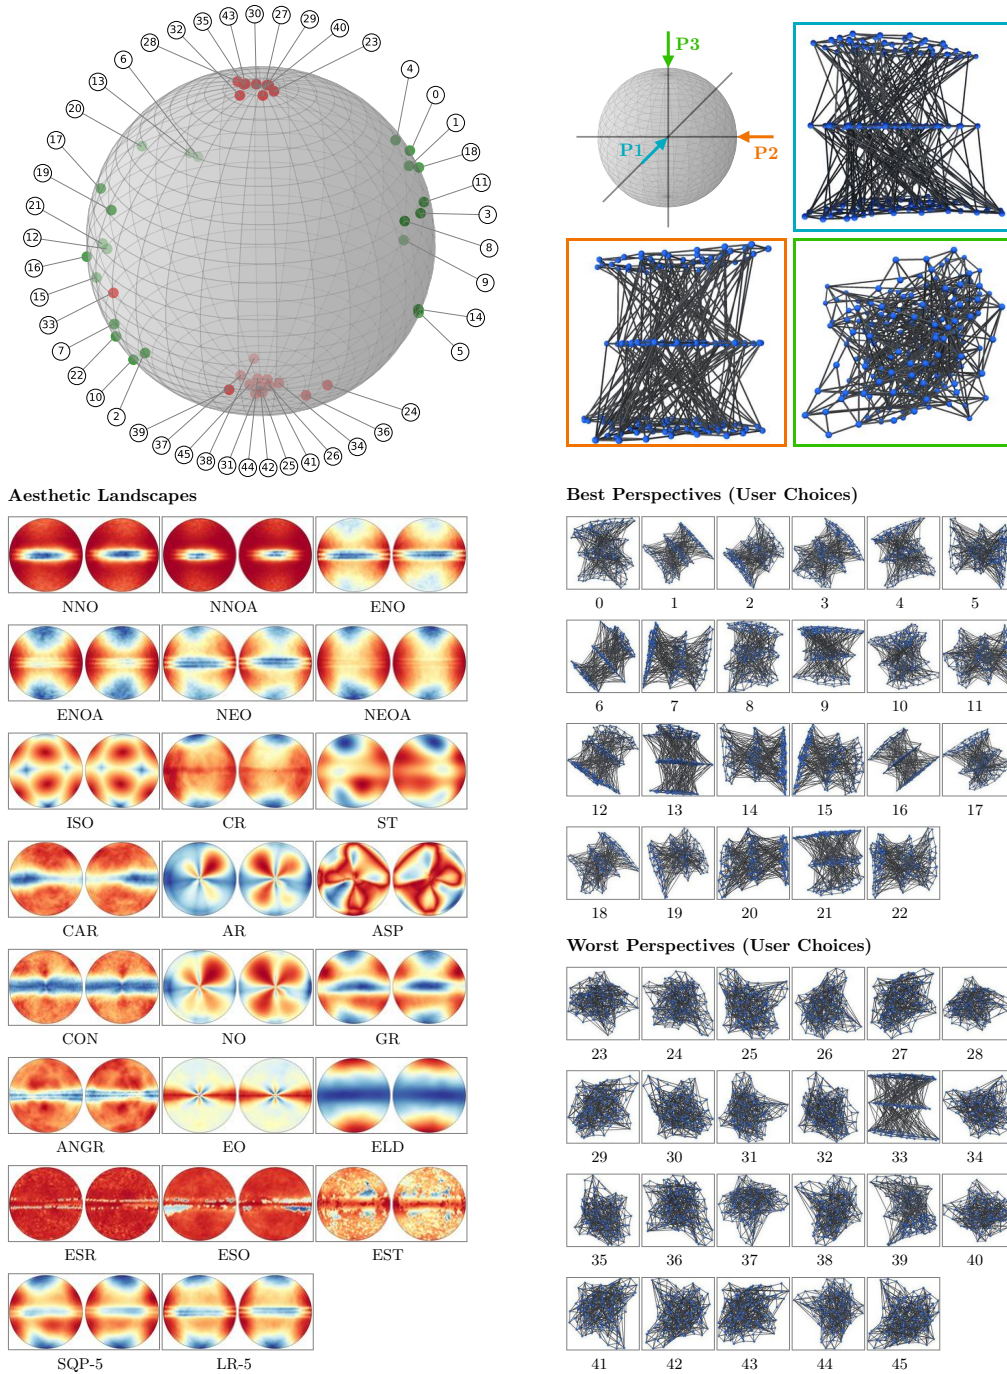 30
27
29
43
35
40
32
23
28
6
4
13
0
20
1
17
18
19
11
21
3
12
8
16
9
15
33
14
7
5
22
10
2
24
39
36
37
34
45
26
38
41
31
25
44
42
P3
P1
P2
Aesthetic Landscapes
NNO NNOA ENO
ENOA NEO NEOA
ISO CR ST
CAR AR ASP
CON NO GR
ANGR EO ELD
ESR ESO EST
SQP-5 LR-5
Best Perspectives (User Choices)
0 1 2 3 4 5
6 7 8 9 10 11
12 13 14 15 16 17
18 19 20 21 22
Worst Perspectives (User Choices)
23 24 25 26 27 28
29 30 31 32 33 34
35 36 37 38 39 40
41 42 43 44 45